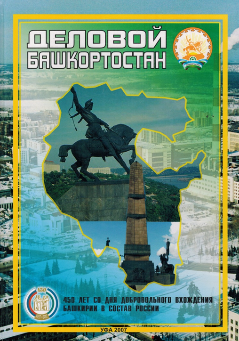 ДЕЛОВОЙ
БАШКОРТОСТАН
450 ЛЕТ СО ДНЯ ДОБРОВОЛЬНОГО ВХОЖДЕНИЯ
БАШКИРИИ В СОСТАВ РОССИИ
УФА 2007